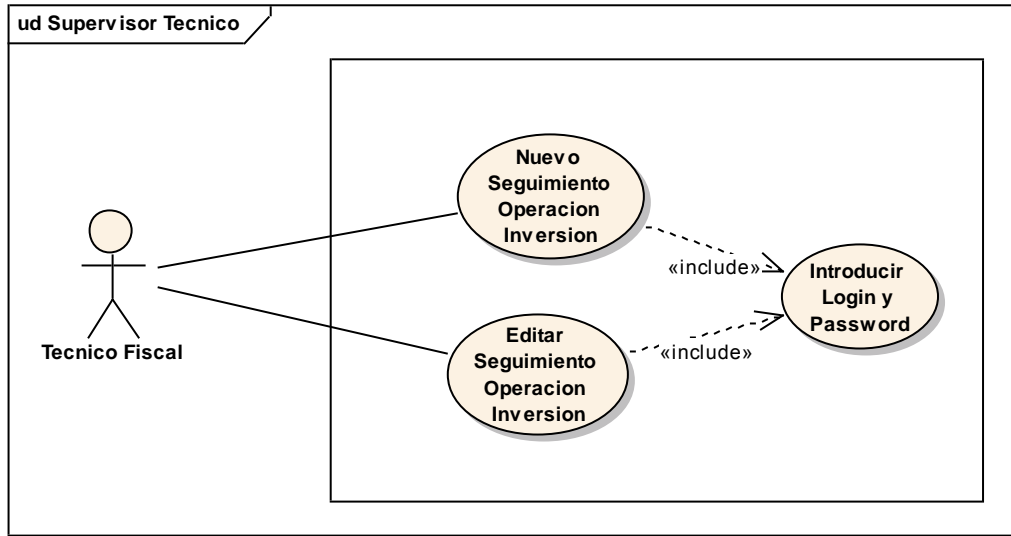 ud Supervisor Tecnico
Nuevo
Seguimiento
Operacion
Inversion
«include»
Introducir
Login y
Password
Tecnico Fiscal
Editar
Seguimiento
Operacion
Inversion
«include»